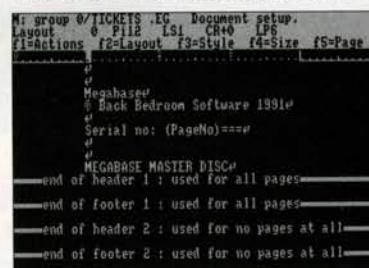 M: group 0/TICKETS .EG Document setup.
Layout 0 Pi12 LS1 CR+0 LP6
f1=Actions f2=Layout f3=Style f4=Size f5=Page
Megabase↵
Back Bedroom Software 1991↵
Serial no: (PageNo)===↵
MEGABASE MASTER DISC↵
end of header 1 : used for all pages
end of footer 1 : used for all pages
end of header 2 : used for no pages at all
end of footer 2 : used for no pages at all